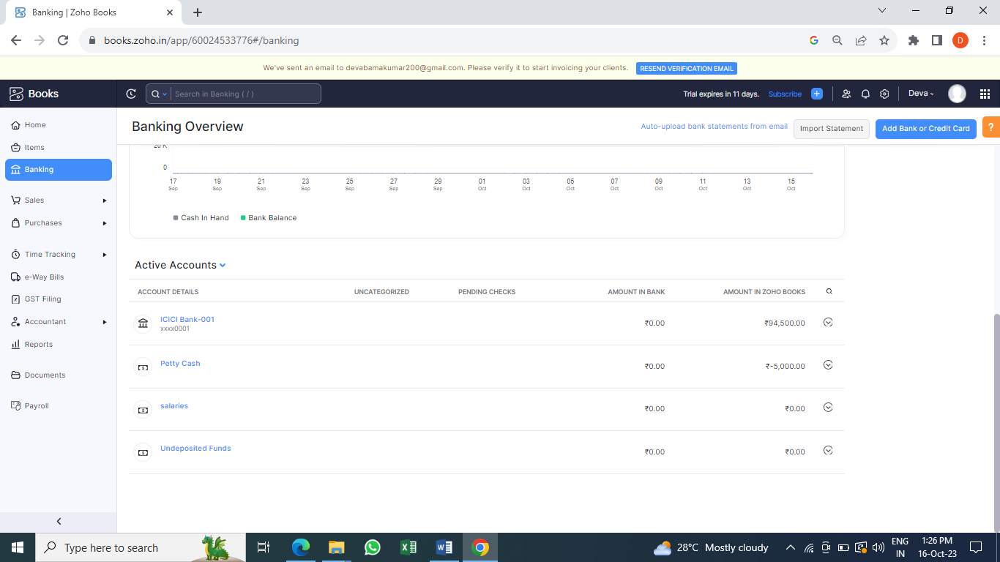 Banking | Zoho Books
books.zoho.in/app/60024533776#/banking
D
We've sent an email to devabamakumar200@gmail.com. Please verify it to start invoicing your clients. RESEND VERIFICATION EMAIL
Books
Search in Banking ( / )
Trial expires in 11 days. Subscribe
Deva
Home
Items
Banking
Sales
Purchases
Time Tracking
e-Way Bills
GST Filing
Accountant
Reports
Documents
Payroll
Banking Overview
Auto-upload bank statements from email
Import Statement
Add Bank or Credit Card
?
20 K
0
17 19 21 23 25 27 29 01 03 05 07 09 11 13 15
Sep Sep Sep Sep Sep Sep Sep Oct Oct Oct Oct Oct Oct Oct Oct
Cash In Hand Bank Balance
Active Accounts
ACCOUNT DETAILS UNCATEGORIZED PENDING CHECKS AMOUNT IN BANK AMOUNT IN ZOHO BOOKS
ICICI Bank-001
xxxx0001
₹0.00 ₹94,500.00
Petty Cash ₹0.00 ₹-5,000.00
salaries ₹0.00 ₹0.00
Undeposited Funds ₹0.00 ₹0.00
Type here to search
28°C Mostly cloudy
ENG
IN
1:26 PM
16-Oct-23